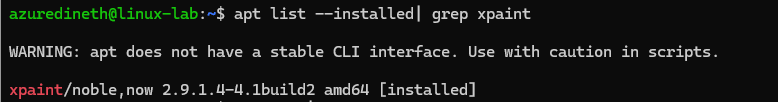 azuredineth@linux-lab:~$ apt list --installed| grep xpaint
WARNING: apt does not have a stable CLI interface. Use with caution in scripts.
xpaint/noble,now 2.9.1.4-4.1build2 amd64 [installed]